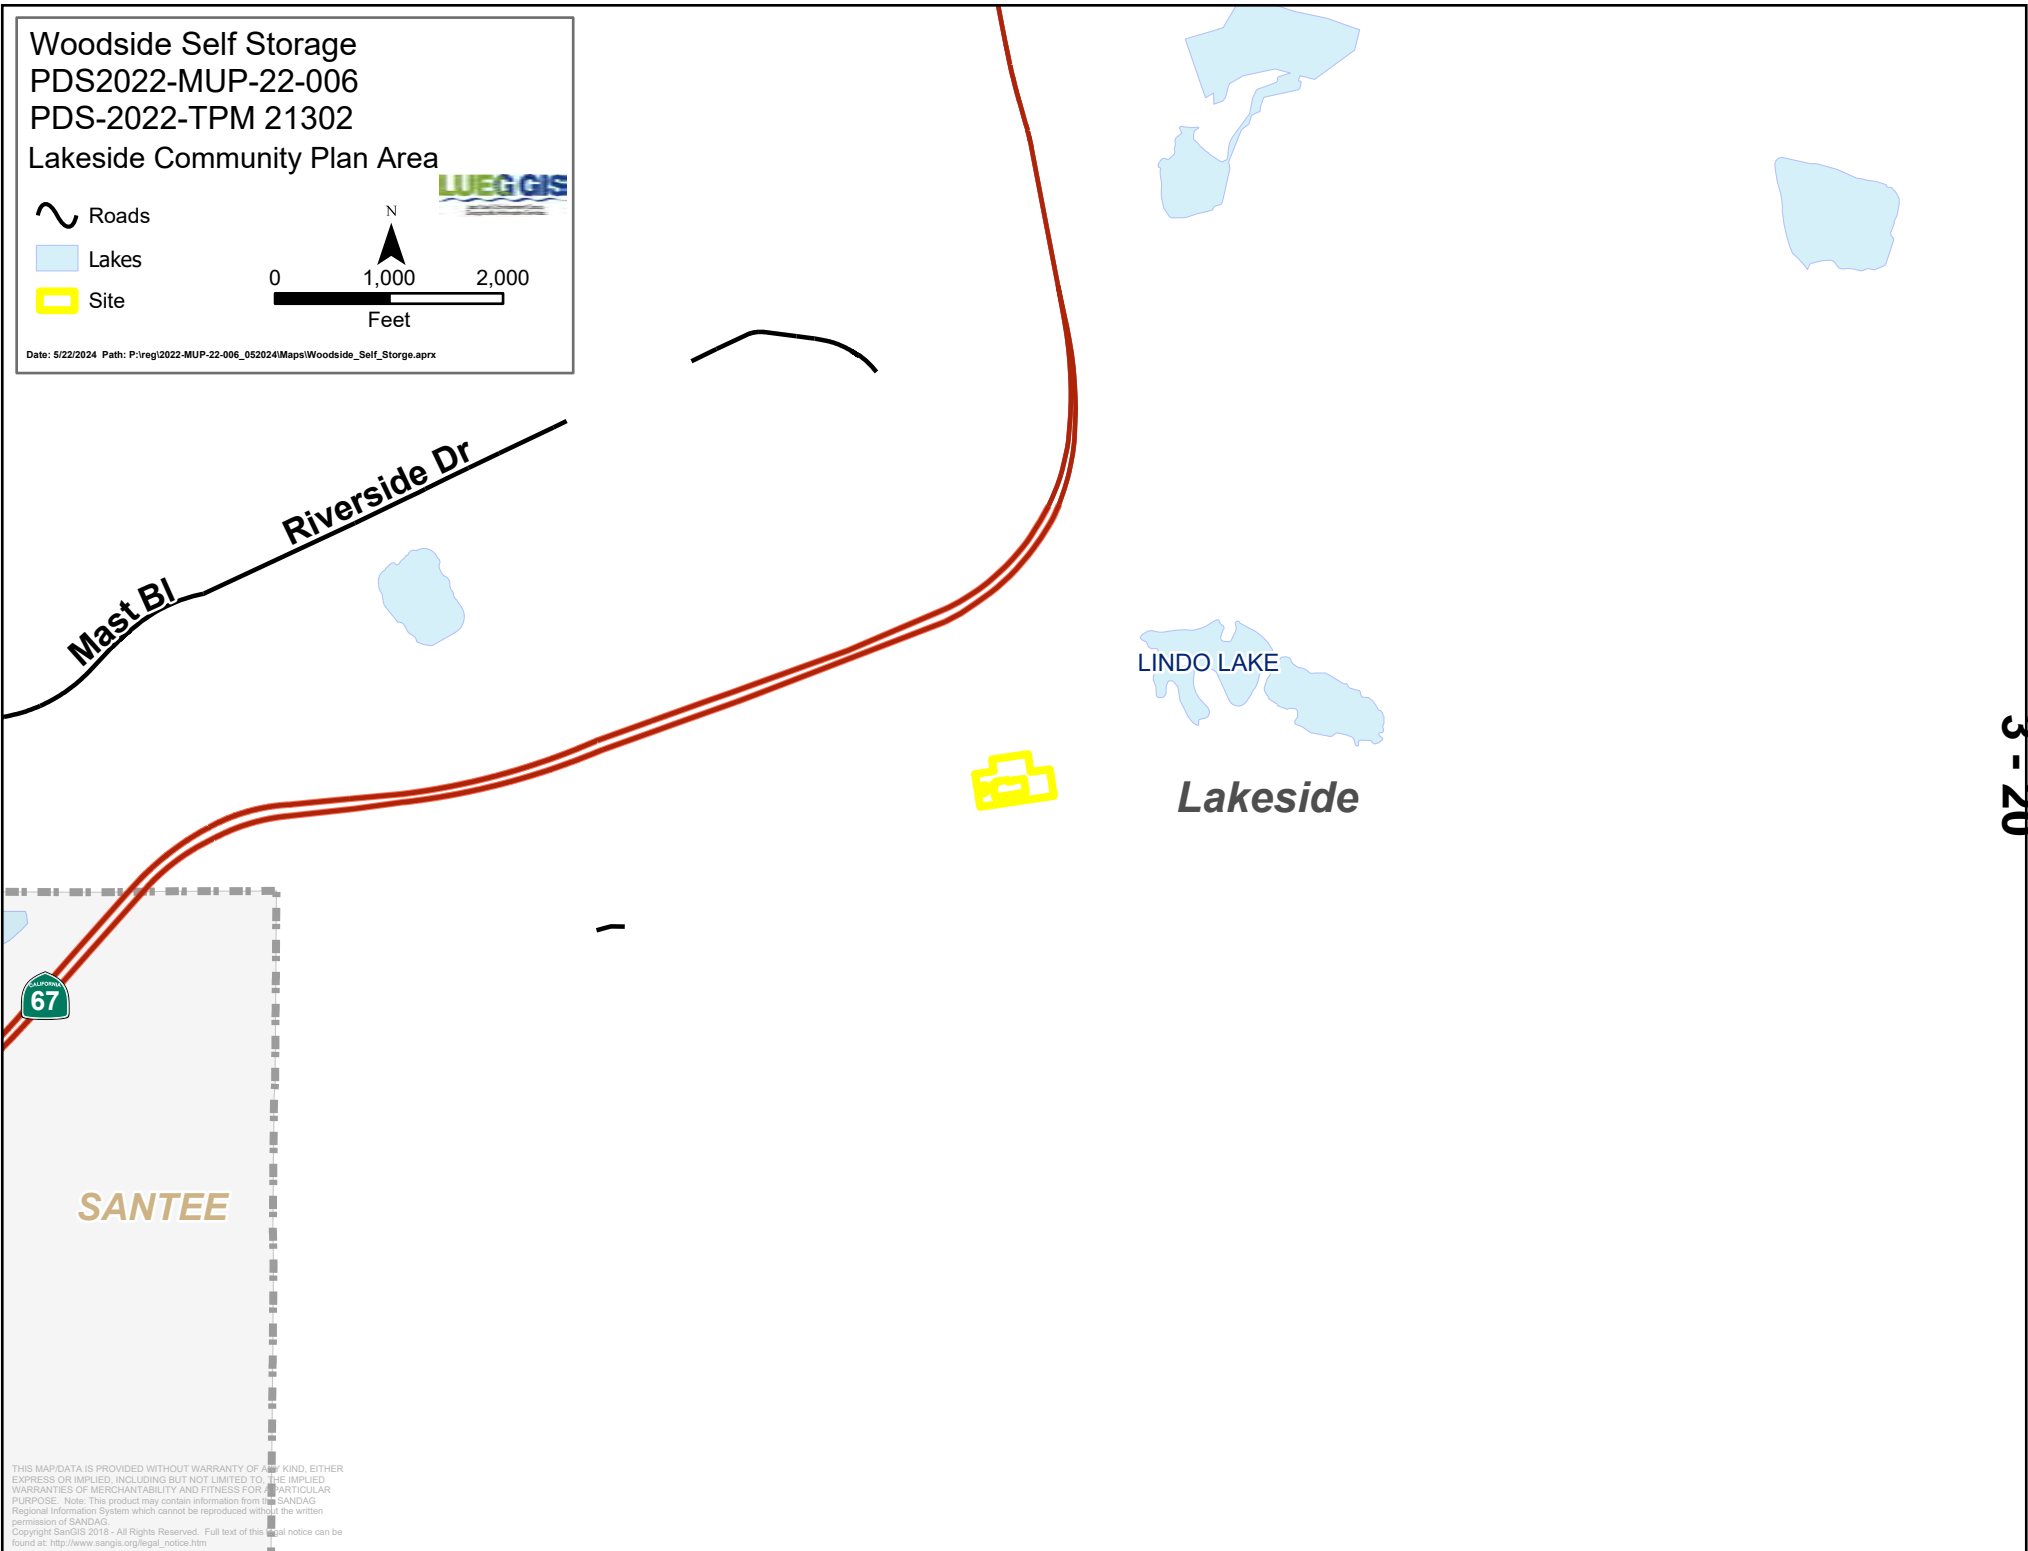 Woodside Self Storage
PDS2022-MUP-22-006
PDS-2022-TPM 21302
Lakeside Community Plan Area
LUEG GIS
Roads
Lakes
Site
N
0 1,000 2,000
Feet
Date: 5/22/2024 Path: P:\reg\2022-MUP-22-006_052024\Maps\Woodside_Self_Storge.aprx
Riverside Dr
Mast Bl
LINDO LAKE
Lakeside
3 - 20
CALIFORNIA
67
SANTEE
THIS MAP/DATA IS PROVIDED WITHOUT WARRANTY OF ANY KIND, EITHER
EXPRESS OR IMPLIED, INCLUDING BUT NOT LIMITED TO, THE IMPLIED
WARRANTIES OF MERCHANTABILITY AND FITNESS FOR A PARTICULAR
PURPOSE. Note: This product may contain information from the SANDAG
Regional Information System which cannot be reproduced without the written
permission of SANDAG.
Copyright SanGIS 2018 - All Rights Reserved. Full text of this legal notice can be
found at: http://www.sangis.org/legal_notice.htm